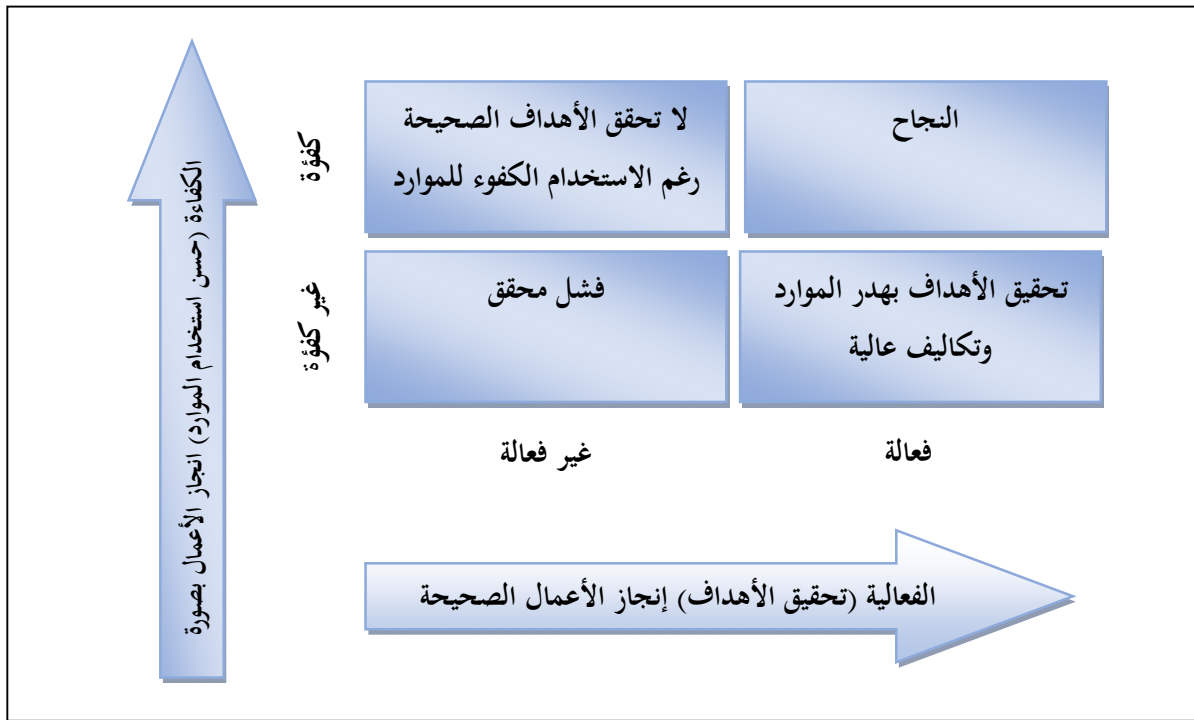 النجاح
لا تحقق الأهداف الصحيحة
رغم الاستخدام الكفوء للموارد
كفؤة
تحقيق الأهداف بهدر الموارد
وتكاليف عالية
فشل محقق
غير كفؤة
فعالة
غير فعالة
الفعالية (تحقيق الأهداف) إنجاز الأعمال الصحيحة
الكفاءة (حسن استخدام الموارد) انجاز الأعمال بصورة